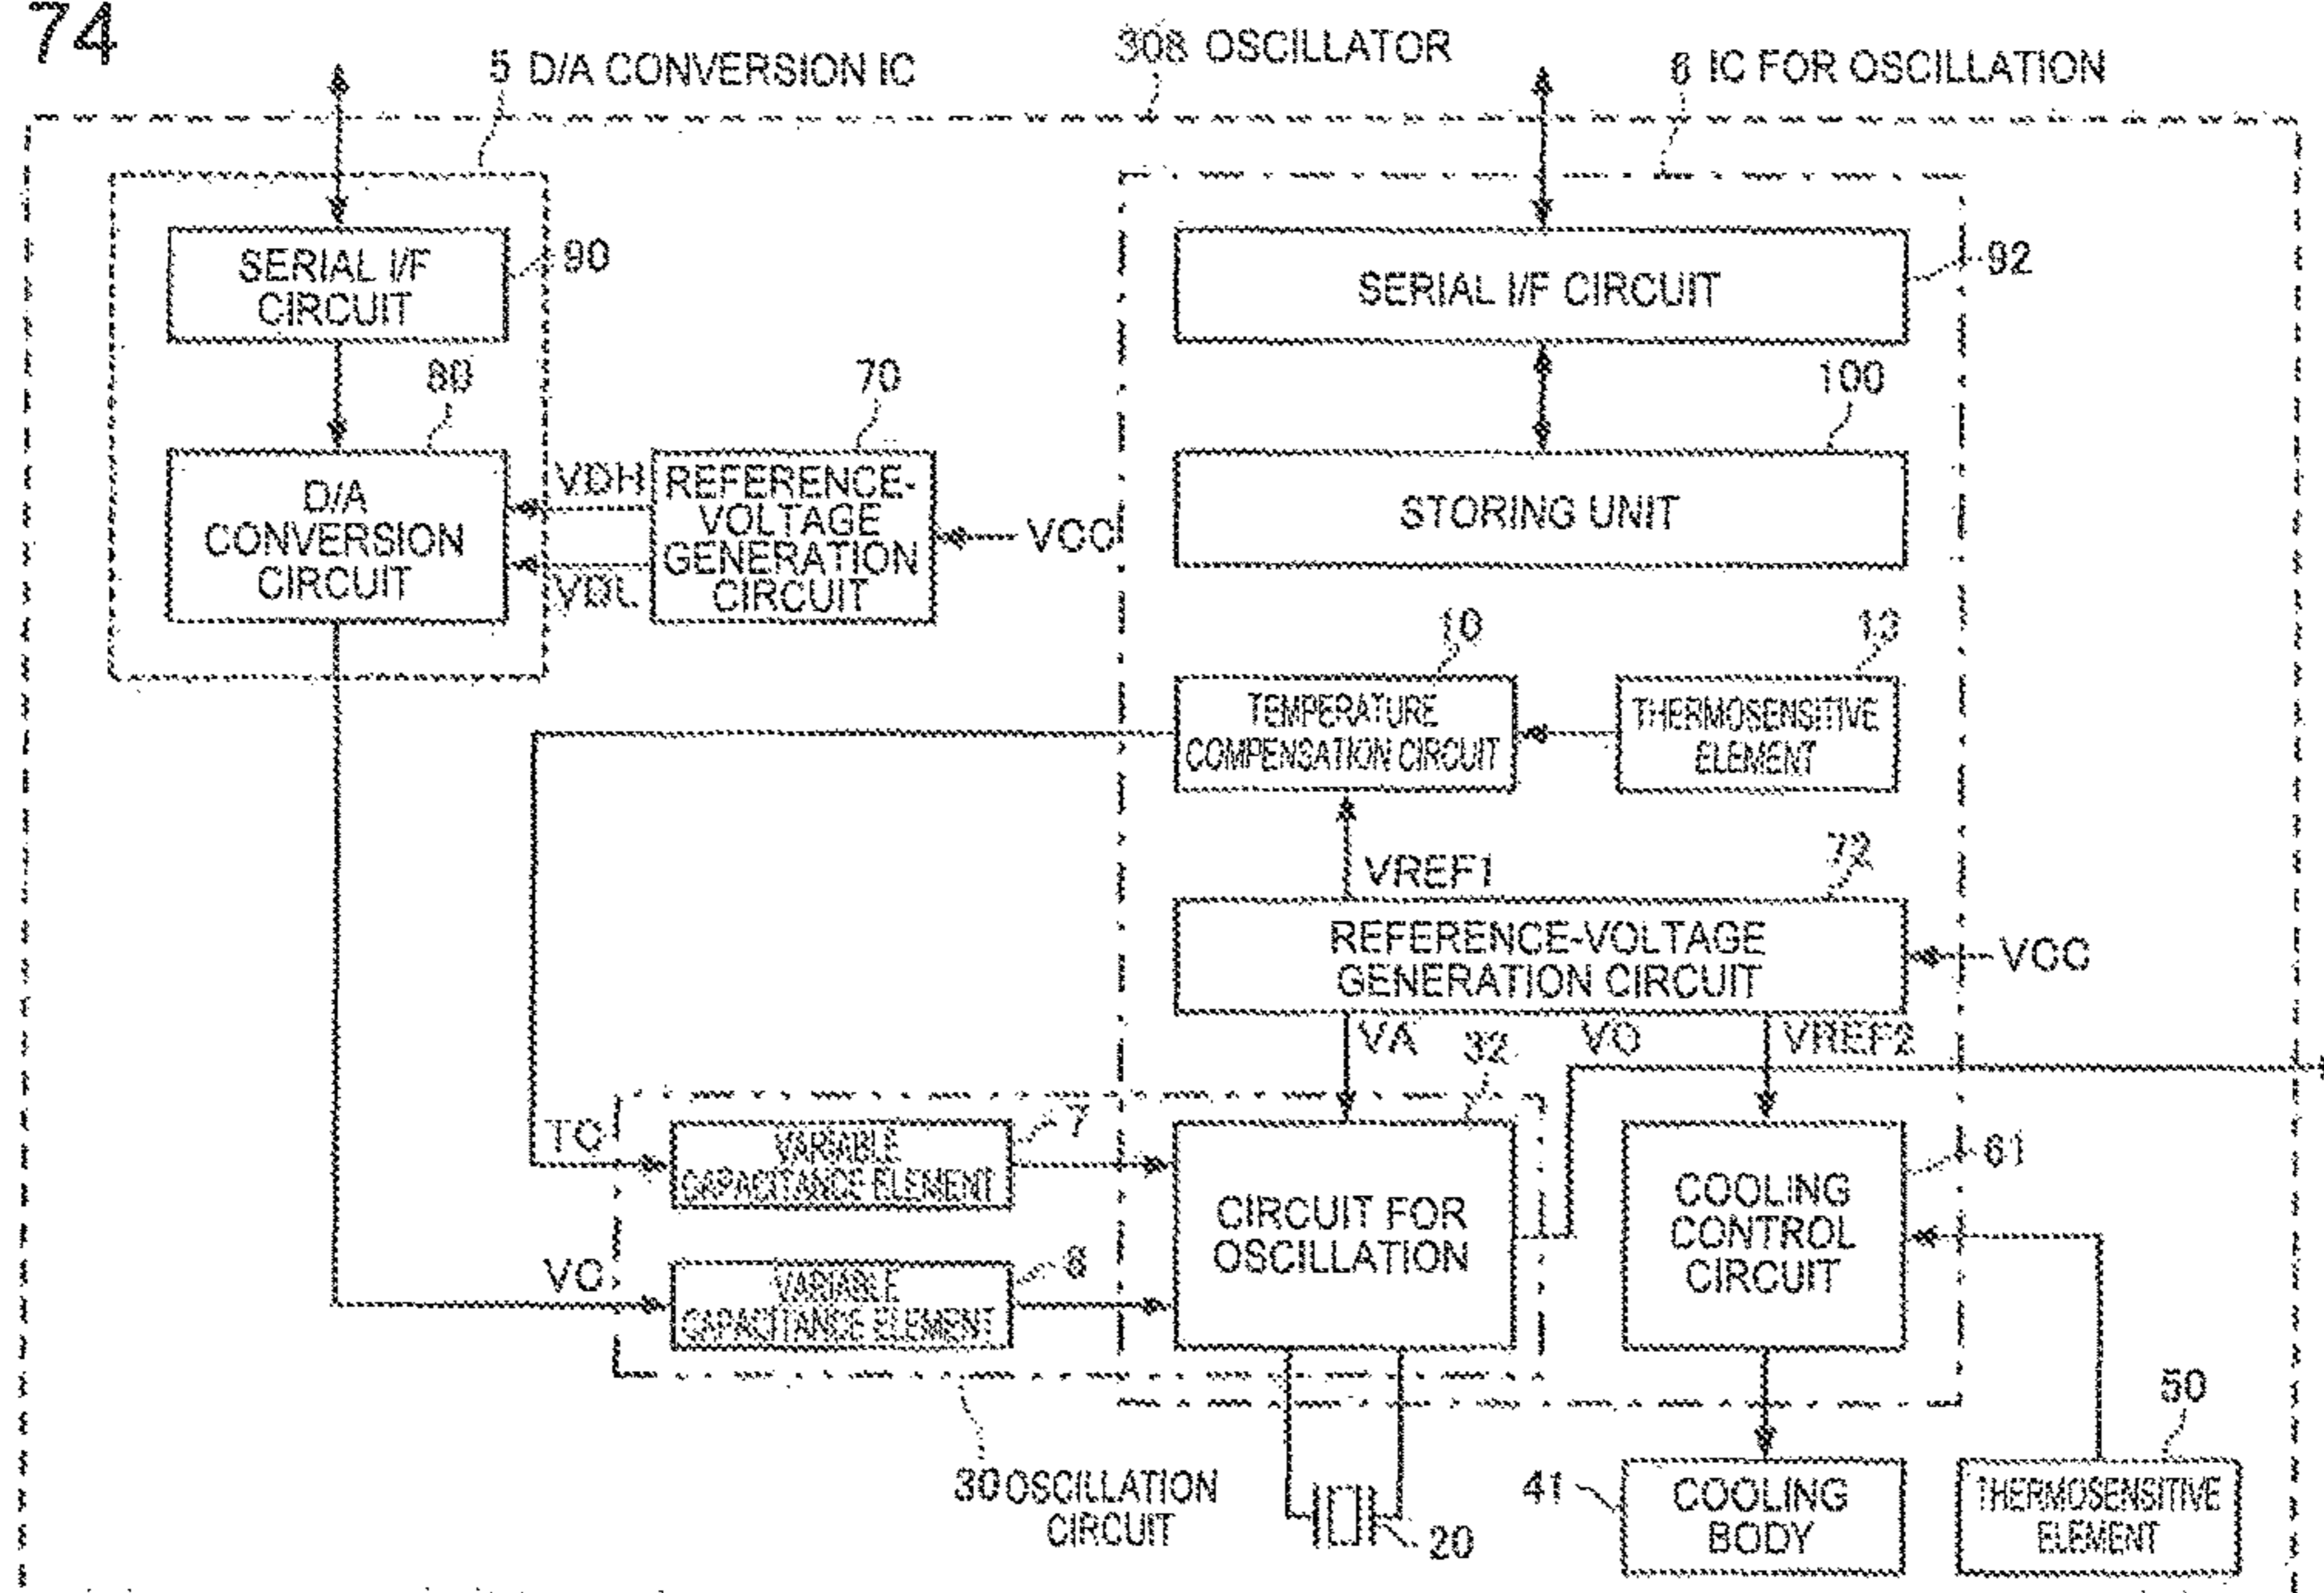 74
5 D/A CONVERSION IC
308 OSCILLATOR
6 IC FOR OSCILLATION
SERIAL I/F
CIRCUIT
90
SERIAL I/F CIRCUIT
92
80
70
100
D/A
CONVERSION
CIRCUIT
VDH
VDL
REFERENCE-
VOLTAGE
GENERATION
CIRCUIT
VCC
STORING UNIT
10
13
TEMPERATURE
COMPENSATION CIRCUIT
THERMOSENSITIVE
ELEMENT
VREF1
72
REFERENCE-VOLTAGE
GENERATION CIRCUIT
VCC
VA
32
VO
VREF2
TC
VARIABLE
CAPACITANCE ELEMENT
7
61
CIRCUIT FOR
OSCILLATION
COOLING
CONTROL
CIRCUIT
VC
VARIABLE
CAPACITANCE ELEMENT
8
50
30 OSCILLATION
CIRCUIT
20
41
COOLING
BODY
THERMOSENSITIVE
ELEMENT